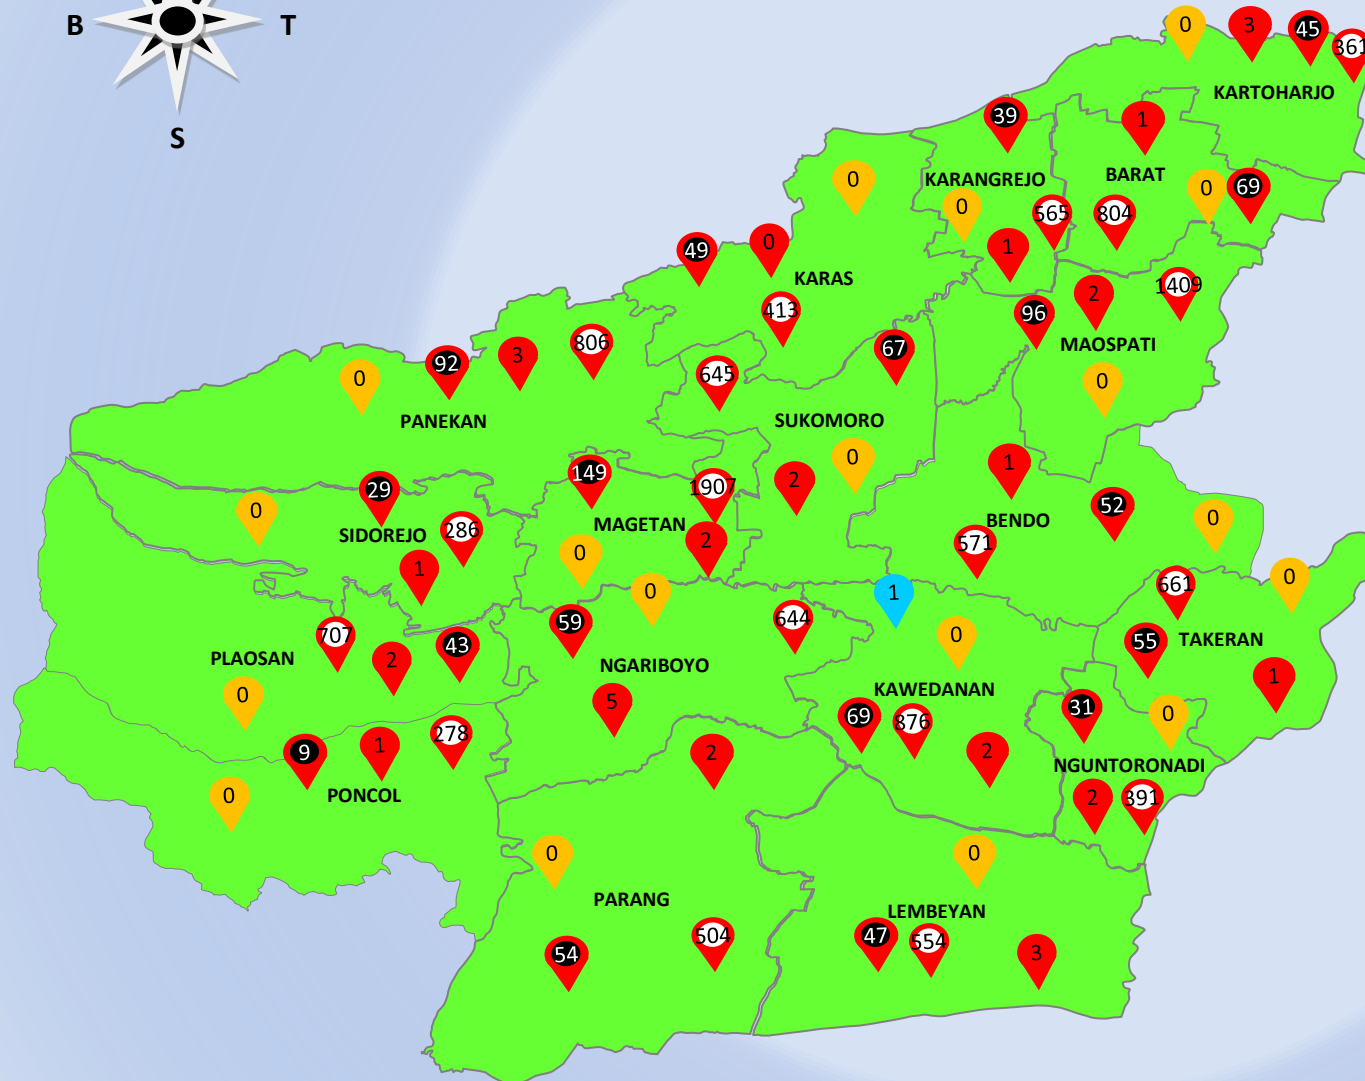 B T
S
0 3 45 361
KARTOHARJO
39 1
KARANGREJO BARAT
0 0 0 69
565 804
1
49 0
KARAS
1409
2
413 96
MAOSPATI
806 67
92 3
0 645 0
PANEKAN SUKOMORO
0 1
149 1907 2
29
0 52 0
SIDOREJO 286 MAGETAN BENDO
2 571
0
1 0 1 661 0
59 644
707 43 0 55 TAKERAN
PLAOSAN 2 NGARIBOYO
1
0 5 KAWEDANAN
69 876 31 0
278
9 1 2 2
NGUNTORONADI
0 PONCOL 2 391
0 0
PARANG
LEMBEYAN
504 47 554
54 3